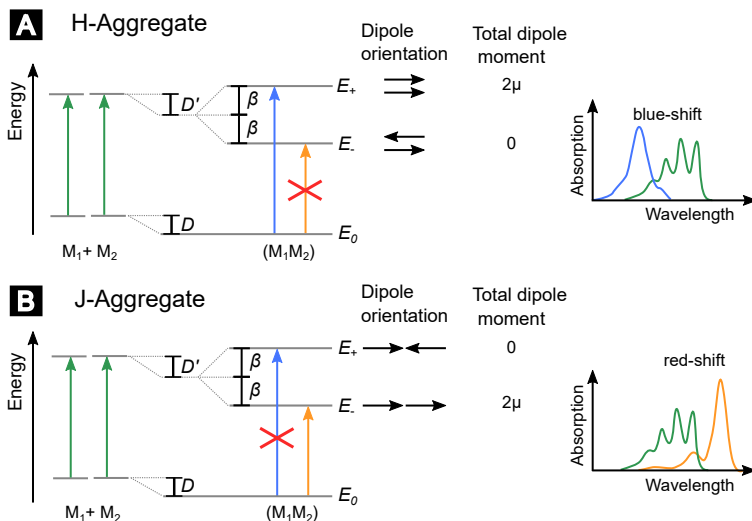 A H-Aggregate
Dipole orientation
Total dipole moment
Energy
D'
β
β
E₊
2μ
E₋
0
D
E₀
M₁+ M₂
(M₁M₂)
blue-shift
Absorption
Wavelength
B J-Aggregate
Dipole orientation
Total dipole moment
Energy
D'
β
β
E₊
0
E₋
2μ
D
E₀
M₁+ M₂
(M₁M₂)
red-shift
Absorption
Wavelength